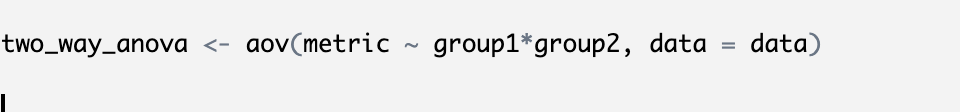 two_way_anova <- aov(metric ~ group1*group2, data = data)